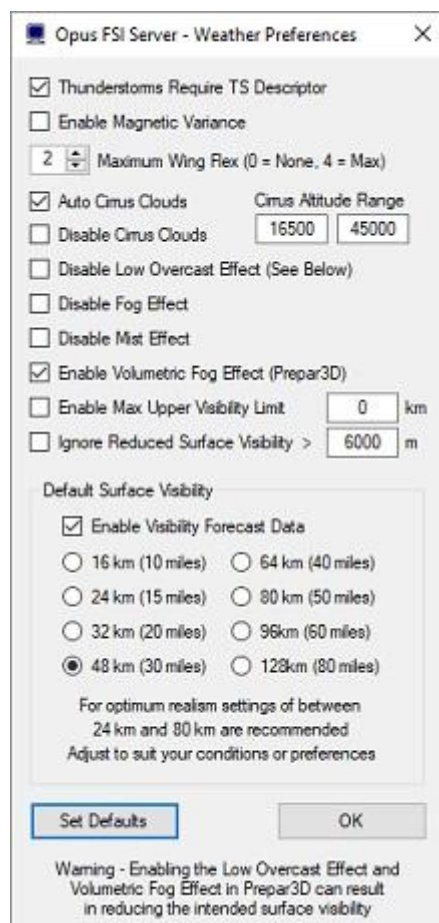 Opus FSI Server - Weather Preferences
Thunderstorms Require TS Descriptor
Enable Magnetic Variance
2 Maximum Wing Flex (0 = None, 4 = Max)
Auto Cirrus Clouds Cirrus Altitude Range
Disable Cirrus Clouds 16500 45000
Disable Low Overcast Effect (See Below)
Disable Fog Effect
Disable Mist Effect
Enable Volumetric Fog Effect (Prepar3D)
Enable Max Upper Visibility Limit 0 km
Ignore Reduced Surface Visibility > 6000 m
Default Surface Visibility
Enable Visibility Forecast Data
16 km (10 miles) 64 km (40 miles)
24 km (15 miles) 80 km (50 miles)
32 km (20 miles) 96km (60 miles)
48 km (30 miles) 128km (80 miles)
For optimum realism settings of between
24 km and 80 km are recommended
Adjust to suit your conditions or preferences
Set Defaults OK
Warning - Enabling the Low Overcast Effect and
Volumetric Fog Effect in Prepar3D can result
in reducing the intended surface visibility